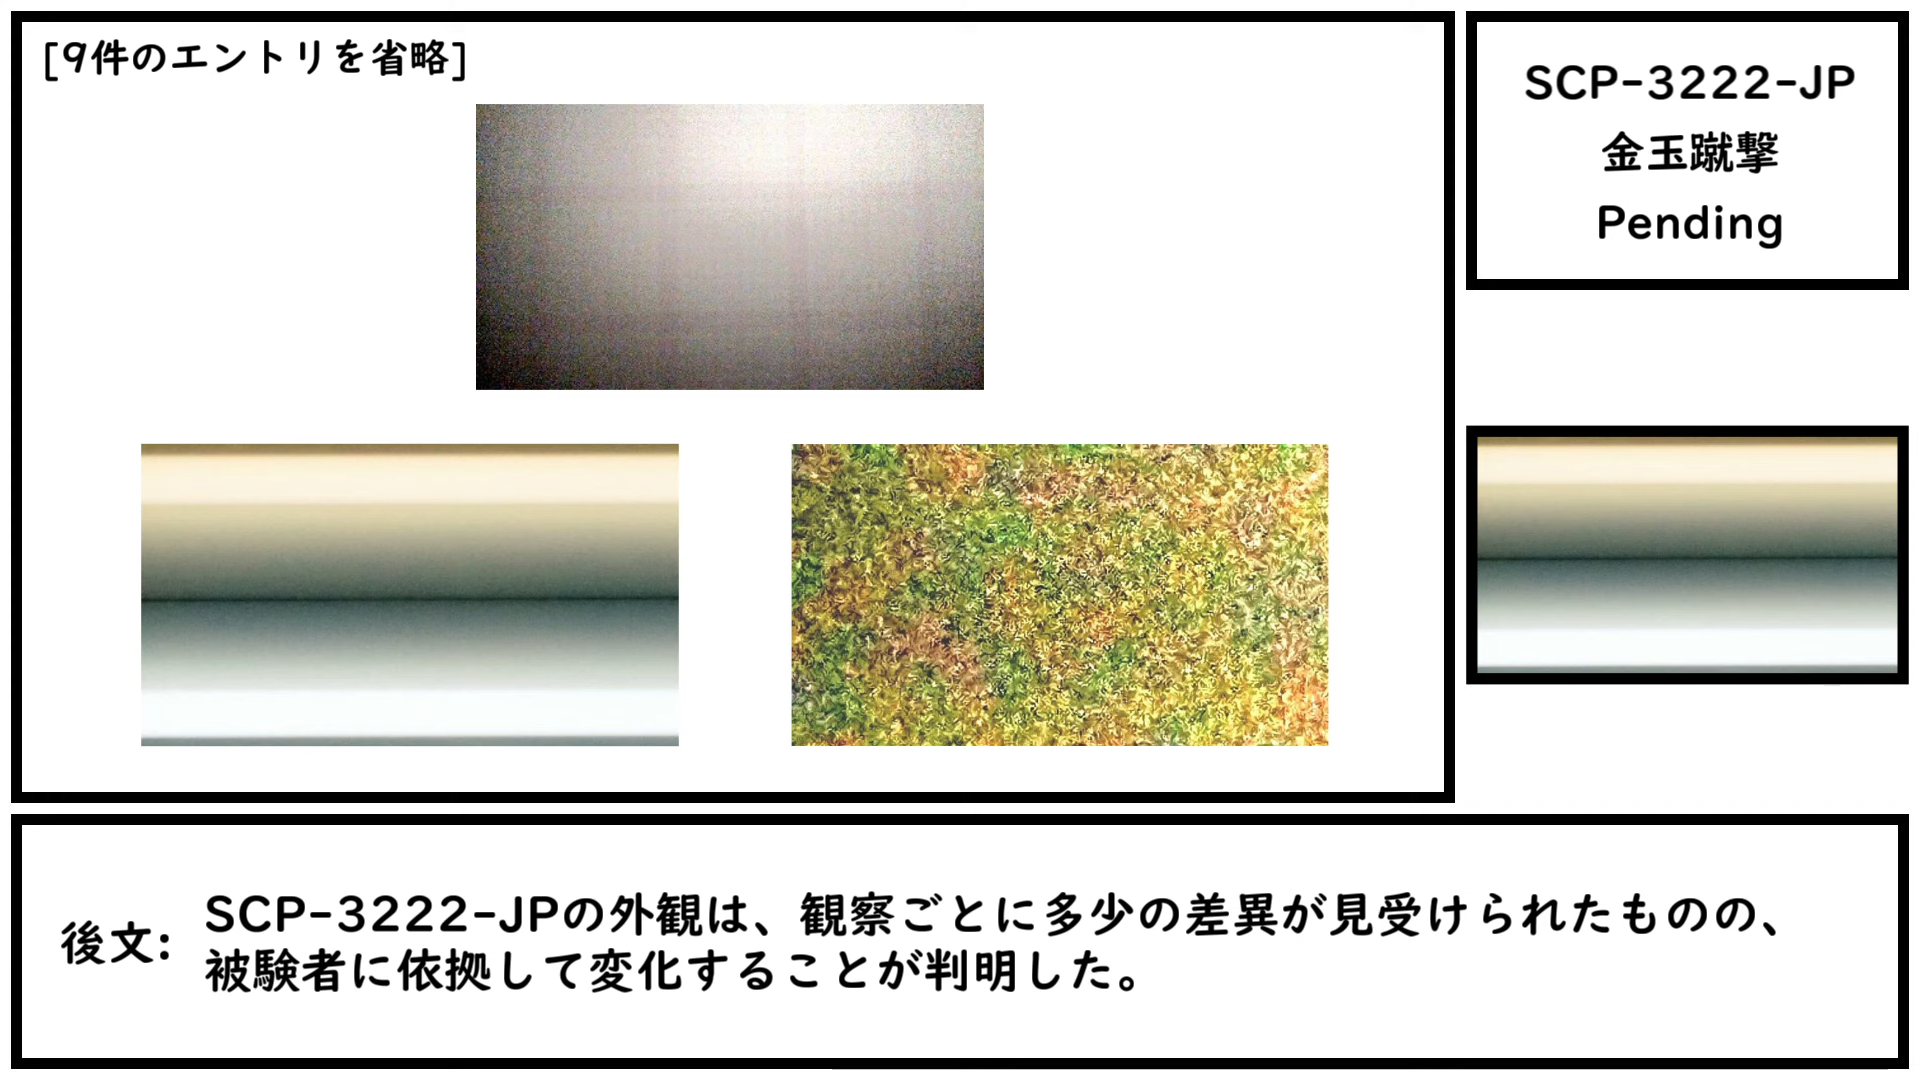 [9件のエントリを省略]
SCP-3222-JP
金玉蹴撃
Pending
後文:
SCP-3222-JPの外観は、観察ごとに多少の差異が見受けられたものの、
被験者に依拠して変化することが判明した。